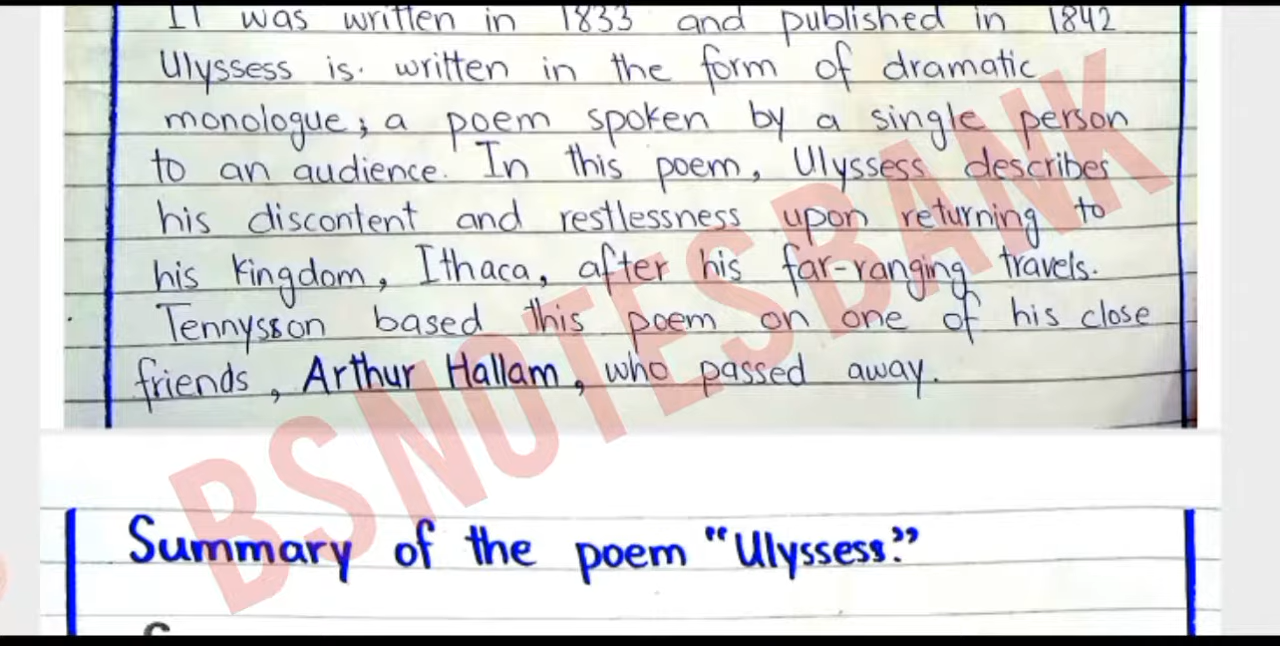 It was written in 1833 and published in 1842
Ulyssess is. written in the form of dramatic
monologue; a poem spoken by a single person
to an audience. In this poem, Ulyssess describes
his discontent and restlessness upon returning to
his kingdom, Ithaca, after his far-ranging travels.
Tennysson based this poem on one of his close
friends, Arthur Hallam, who passed away.
BSNOTESBANK
Summary of the poem "Ulyssess."